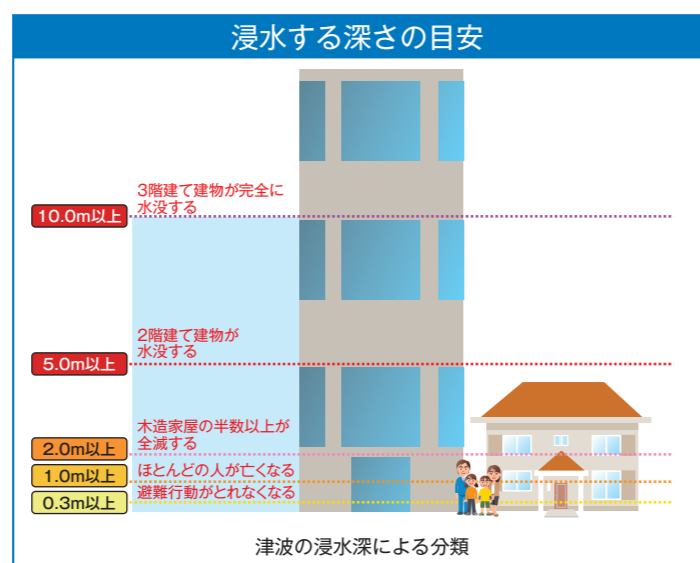 浸水する深さの目安
3階建て建物が完全に
水没する
10.0m以上
2階建て建物が
水没する
5.0m以上
木造家屋の半数以上が
全滅する
2.0m以上
ほとんどの人が亡くなる
1.0m以上
避難行動がとれなくなる
0.3m以上
津波の浸水深による分類